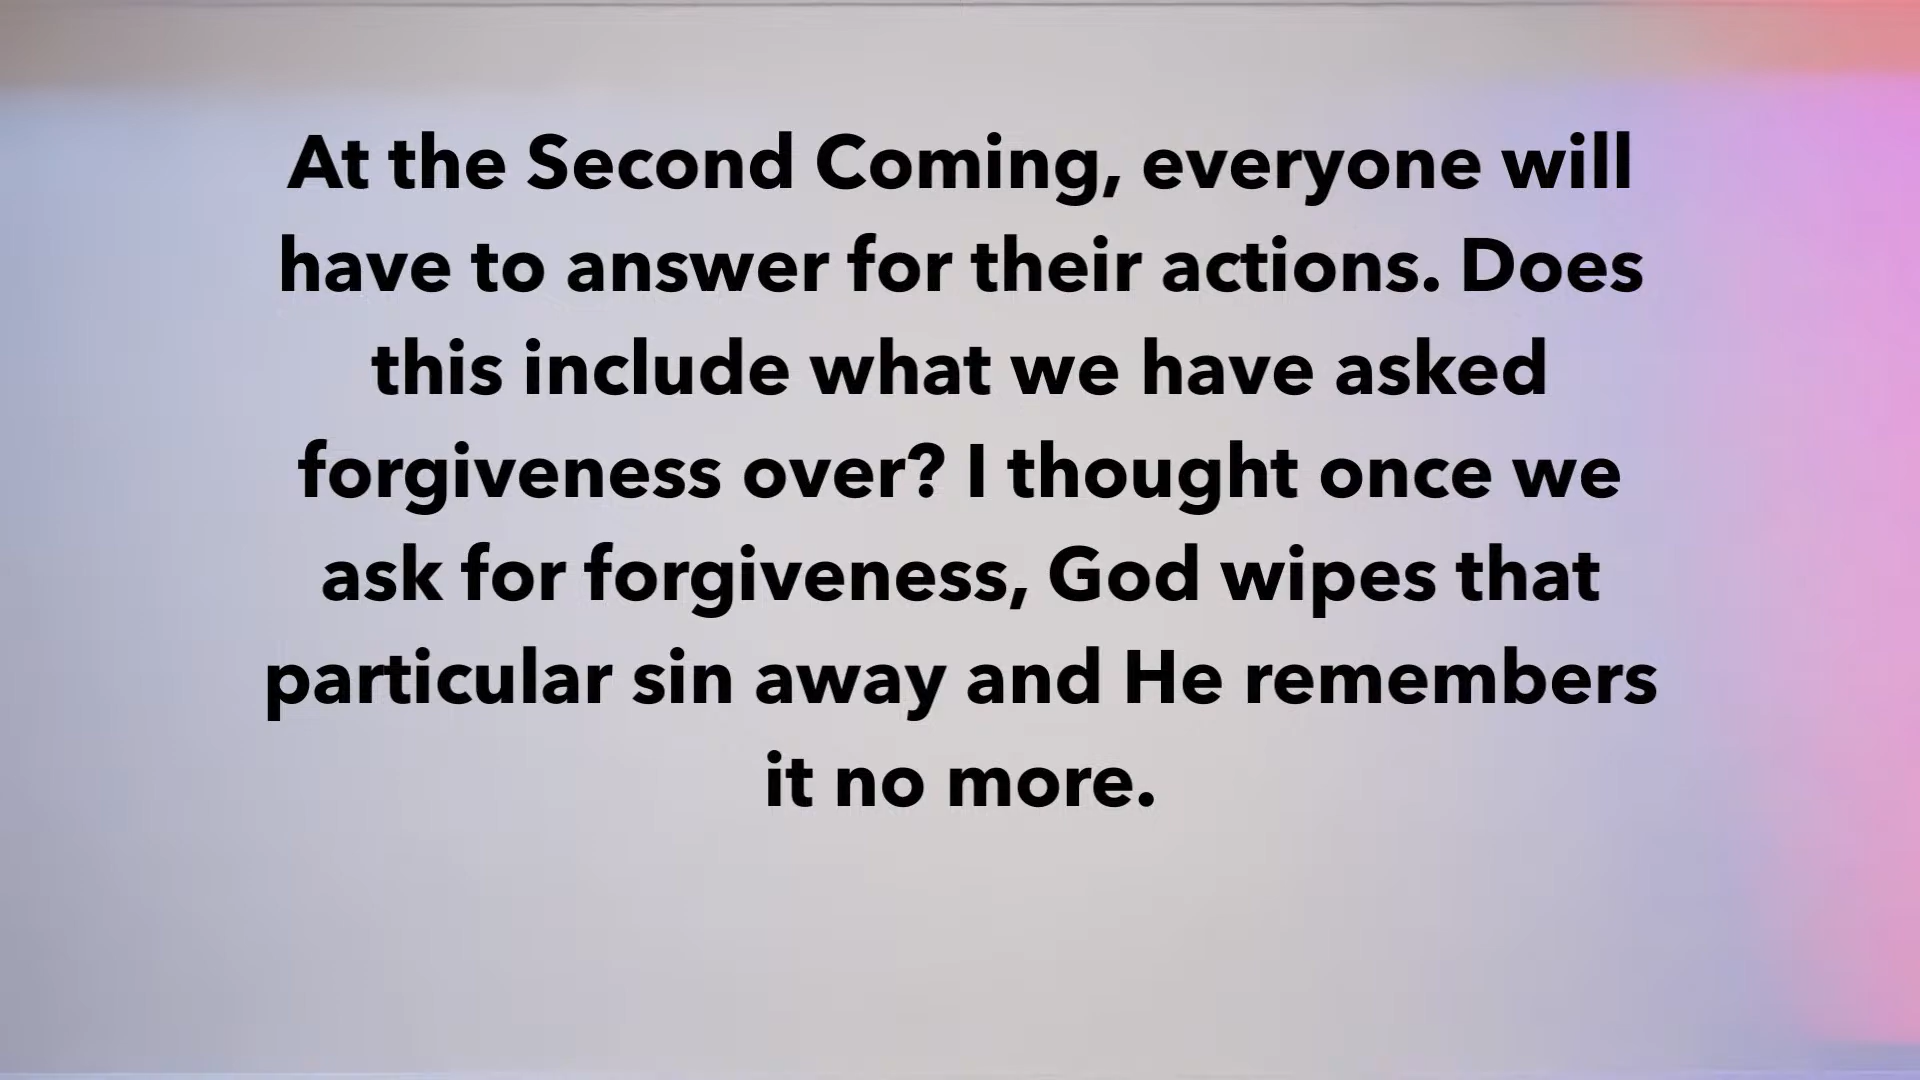 At the Second Coming, everyone will
have to answer for their actions. Does
this include what we have asked
forgiveness over? I thought once we
ask for forgiveness, God wipes that
particular sin away and He remembers
it no more.